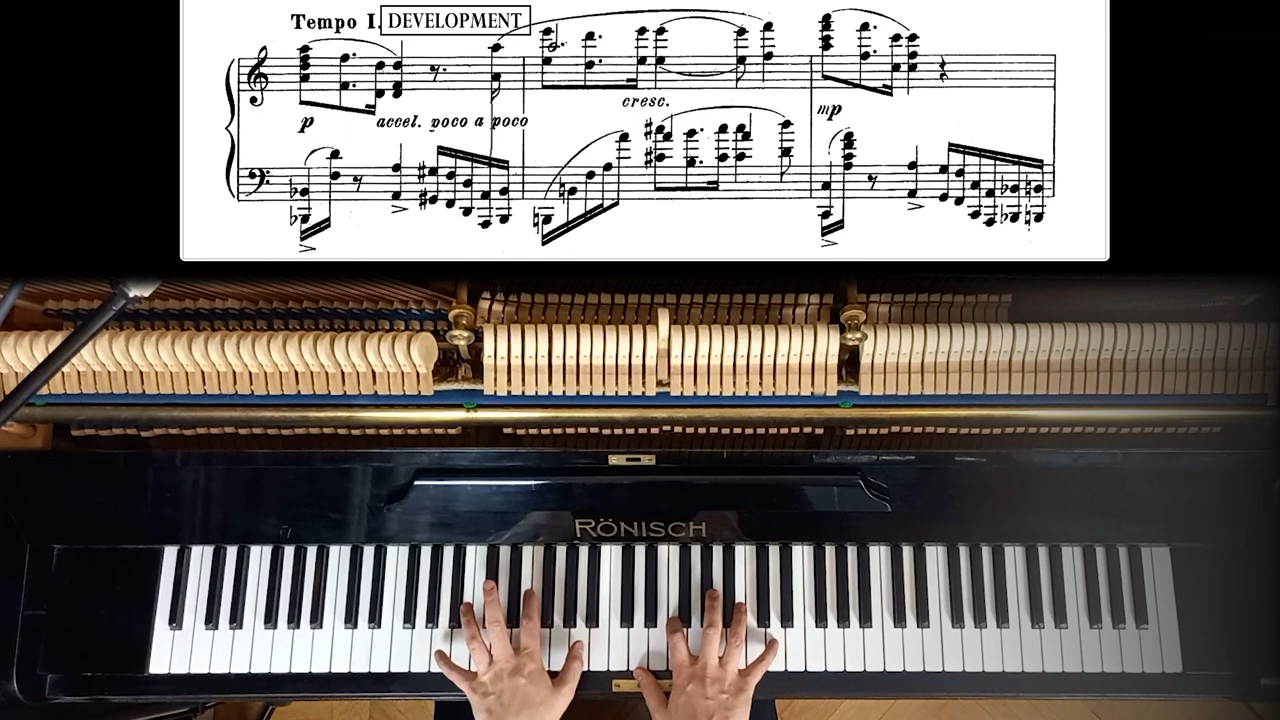 Tempo I. DEVELOPMENT
cresc.
p accel. poco a poco mp
RÖNISCH